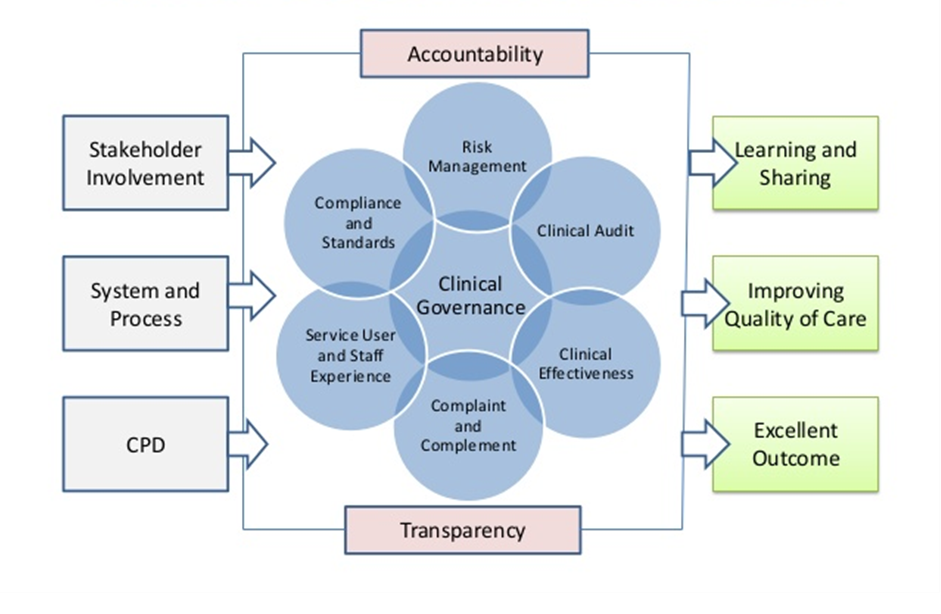 Accountability
Stakeholder
Involvement
System and
Process
CPD
Risk
Management
Compliance
and
Standards
Clinical Audit
Clinical
Governance
Service User
and Staff
Experience
Clinical
Effectiveness
Complaint
and
Complement
Learning and
Sharing
Improving
Quality of Care
Excellent
Outcome
Transparency